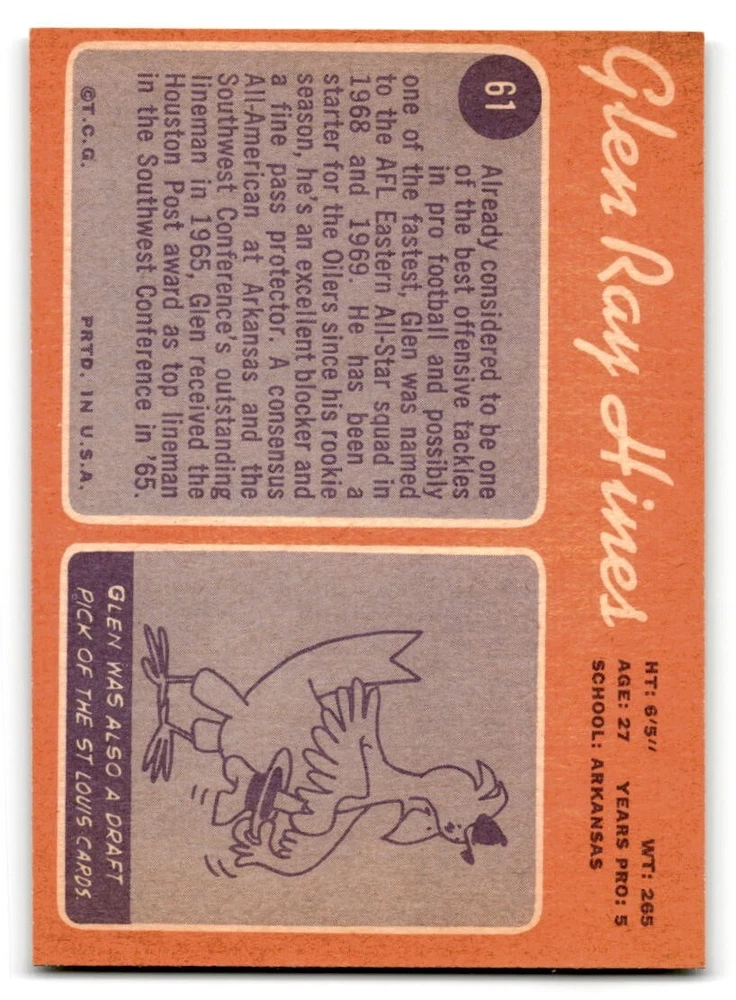 Glen Ray Hines
HT: 6'5" WT: 265
AGE: 27 YEARS PRO: 5
SCHOOL: ARKANSAS
61
Already considered to be one
of the best offensive tackles
in pro football and possibly
one of the fastest, Glen was named
to the AFL Eastern All-Star squad in
1968 and 1969. He has been a
starter for the Oilers since his rookie
season, he's an excellent blocker and
a fine pass protector. A consensus
All-American at Arkansas and the
Southwest Conference's outstanding
lineman in 1965, Glen received the
Houston Post award as top lineman
in the Southwest Conference in '65.
©T.C.G. PRTD. IN U.S.A.
GLEN WAS ALSO A DRAFT
PICK OF THE ST LOUIS CARDS.